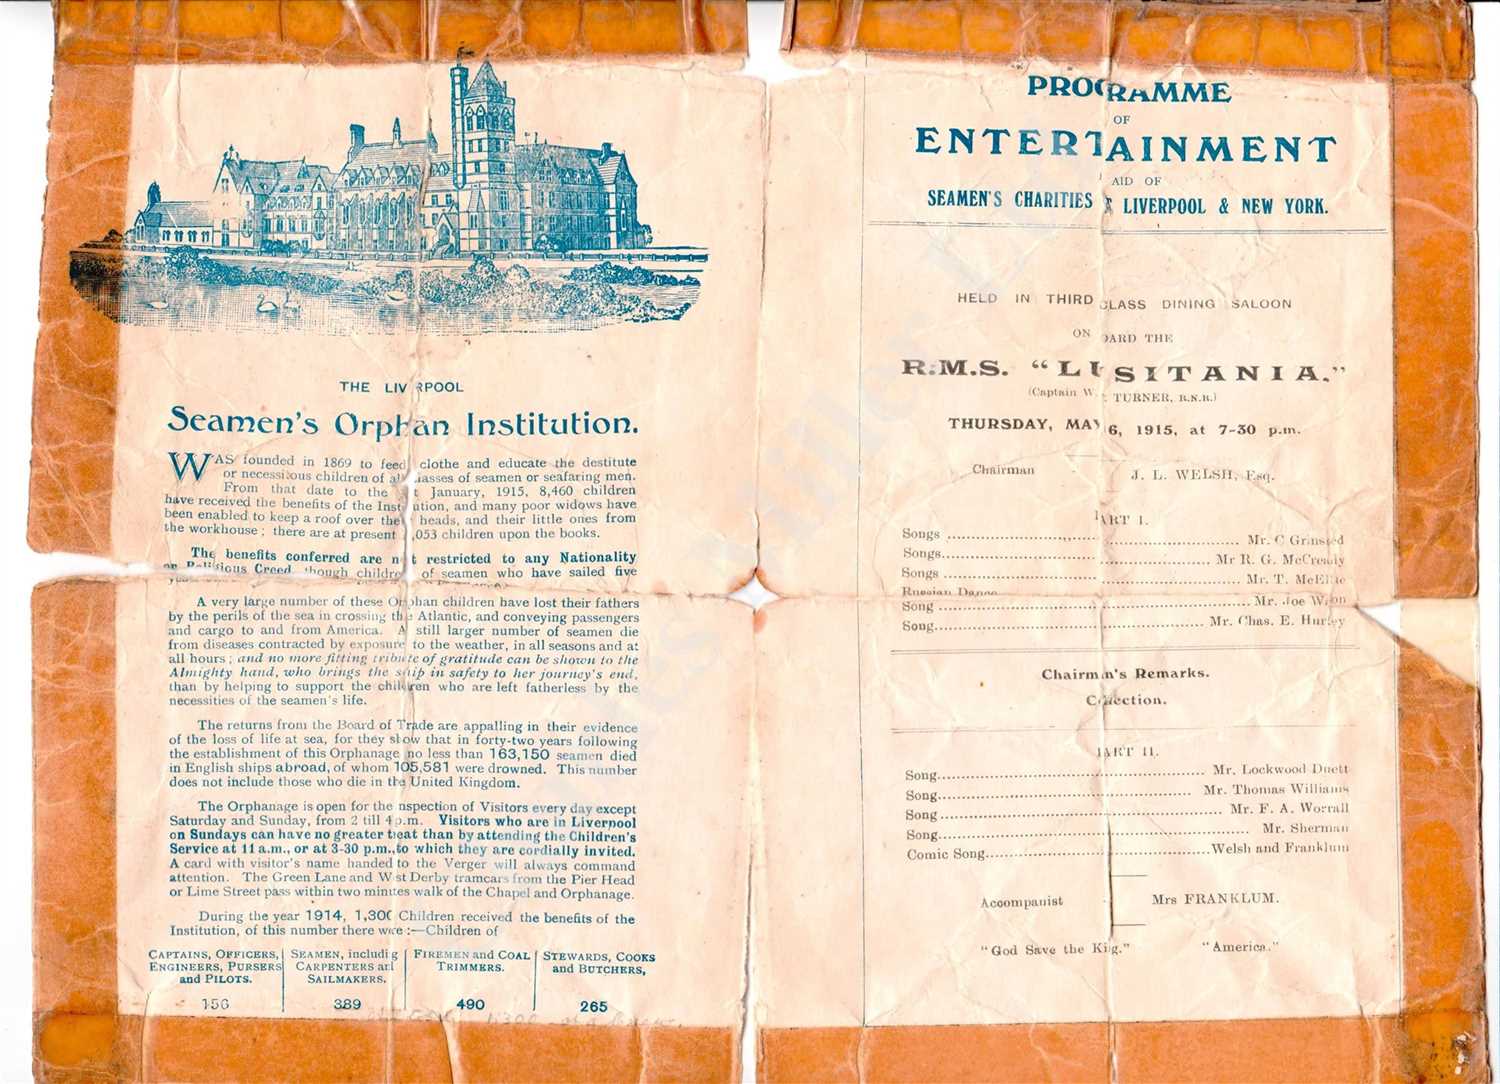 THE LIVERPOOL
Seamen's Orphan Institution.
WAS founded in 1869 to feed, clothe and educate the destitute
or necessitous children of all classes of seamen or seafaring men.
From that date to the January, 1915, 8,460 children
have received the benefits of the Institution, and many poor widows have
been enabled to keep a roof over their heads, and their little ones from
the workhouse; there are at present ,053 children upon the books.
The benefits conferred are not restricted to any Nationality
or Religious Creed, though children of seamen who have sailed five
A very large number of these Orphan children have lost their fathers
by the perils of the sea in crossing the Atlantic, and conveying passengers
and cargo to and from America. A still larger number of seamen die
from diseases contracted by exposure to the weather, in all seasons and at
all hours; and no more fitting tribute of gratitude can be shown to the
Almighty hand, who brings the ship in safety to her journey's end,
than by helping to support the children who are left fatherless by the
necessities of the seamen's life.
The returns from the Board of Trade are appalling in their evidence
of the loss of life at sea, for they show that in forty-two years following
the establishment of this Orphanage no less than 163,150 seamen died
in English ships abroad, of whom 105,581 were drowned. This number
does not include those who die in the United Kingdom.
The Orphanage is open for the inspection of Visitors every day except
Saturday and Sunday, from 2 till 4 p.m. Visitors who are in Liverpool
on Sundays can have no greater treat than by attending the Children's
Service at 11 a.m., or at 3-30 p.m., to which they are cordially invited.
A card with visitor's name handed to the Verger will always command
attention. The Green Lane and West Derby tramcars from the Pier Head
or Lime Street pass within two minutes walk of the Chapel and Orphanage.
During the year 1914, 1,300 Children received the benefits of the
Institution, of this number there were :—Children of
CAPTAINS, OFFICERS,
ENGINEERS, PURSERS
and PILOTS.
156
SEAMEN, including
CARPENTERS and
SAILMAKERS.
389
FIREMEN and COAL
TRIMMERS.
490
STEWARDS, COOKS
and BUTCHERS,
265
PROGRAMME
OF
ENTERTAINMENT
AID OF
SEAMEN'S CHARITIES LIVERPOOL & NEW YORK.
HELD IN THIRD CLASS DINING SALOON
ON BOARD THE
R.M.S. "LUSITANIA."
(Captain W. TURNER, R.N.R.)
THURSDAY, MAY 6, 1915, at 7-30 p.m.
Chairman J. L. WELSH, Esq.
PART I.
Songs Mr. C Grinsted
Songs Mr R. G. McCready
Songs Mr. T.
Russian Dance
Song Mr. Joe
Song Mr. Chas. E. Hurley
Chairman's Remarks.
Collection.
PART II.
Song Mr. Lockwood Duett
Song Mr. Thomas Williams
Song Mr. F. A. Worrall
Song Mr. Sherman
Comic Song Welsh and Franklum
Accompanist Mrs FRANKLUM.
"God Save the King." "America."